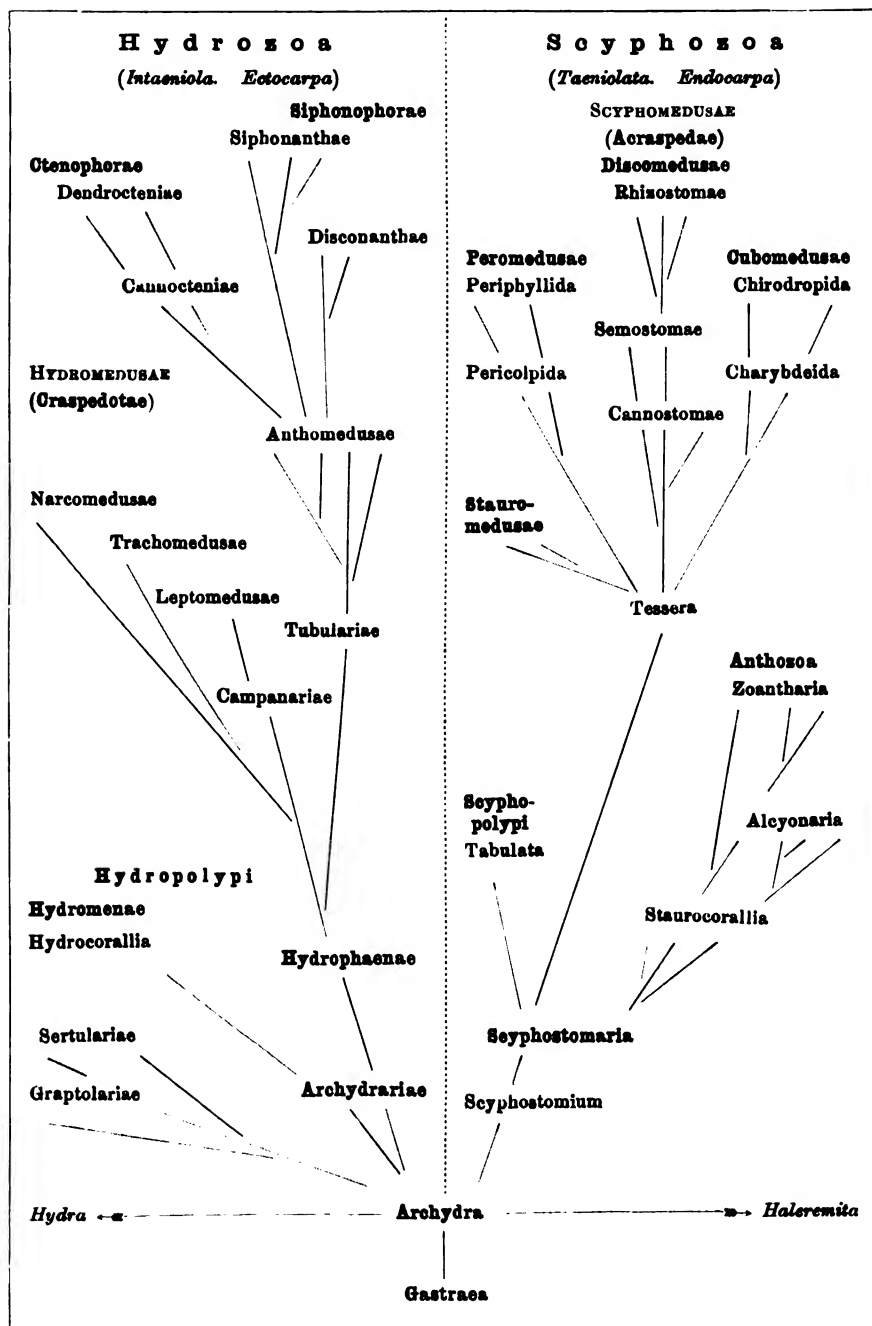 Hydrozoa
(Intaeniola. Ectocarpa)
Siphonophorae
Siphonanthae
Ctenophorae
Dendrocteniae
Disconanthae
Cannocteniae
HYDROMEDUSAE
(Craspedotae)
Anthomedusae
Narcomedusae
Trachomedusae
Leptomedusae
Tubulariae
Campanariae
Hydropolypi
Hydromenae
Hydrocorallia
Hydrophaenae
Sertulariae
Graptolariae
Archydrariae
Scyphozoa
(Taeniolata. Endocarpa)
SCYPHOMEDUSAE
(Acraspedae)
Discomedusae
Rhizostomae
Peromedusae
Periphyllida
Cubomedusae
Chirodropida
Semostomae
Pericolpida
Charybdeida
Cannostomae
Stauro-
medusae
Tessera
Anthozoa
Zoantharia
Scypho-
polypi
Tabulata
Alcyonaria
Staurocorallia
Scyphostomaria
Scyphostomium
Hydra
Archydra
Haleremita
Gastraea